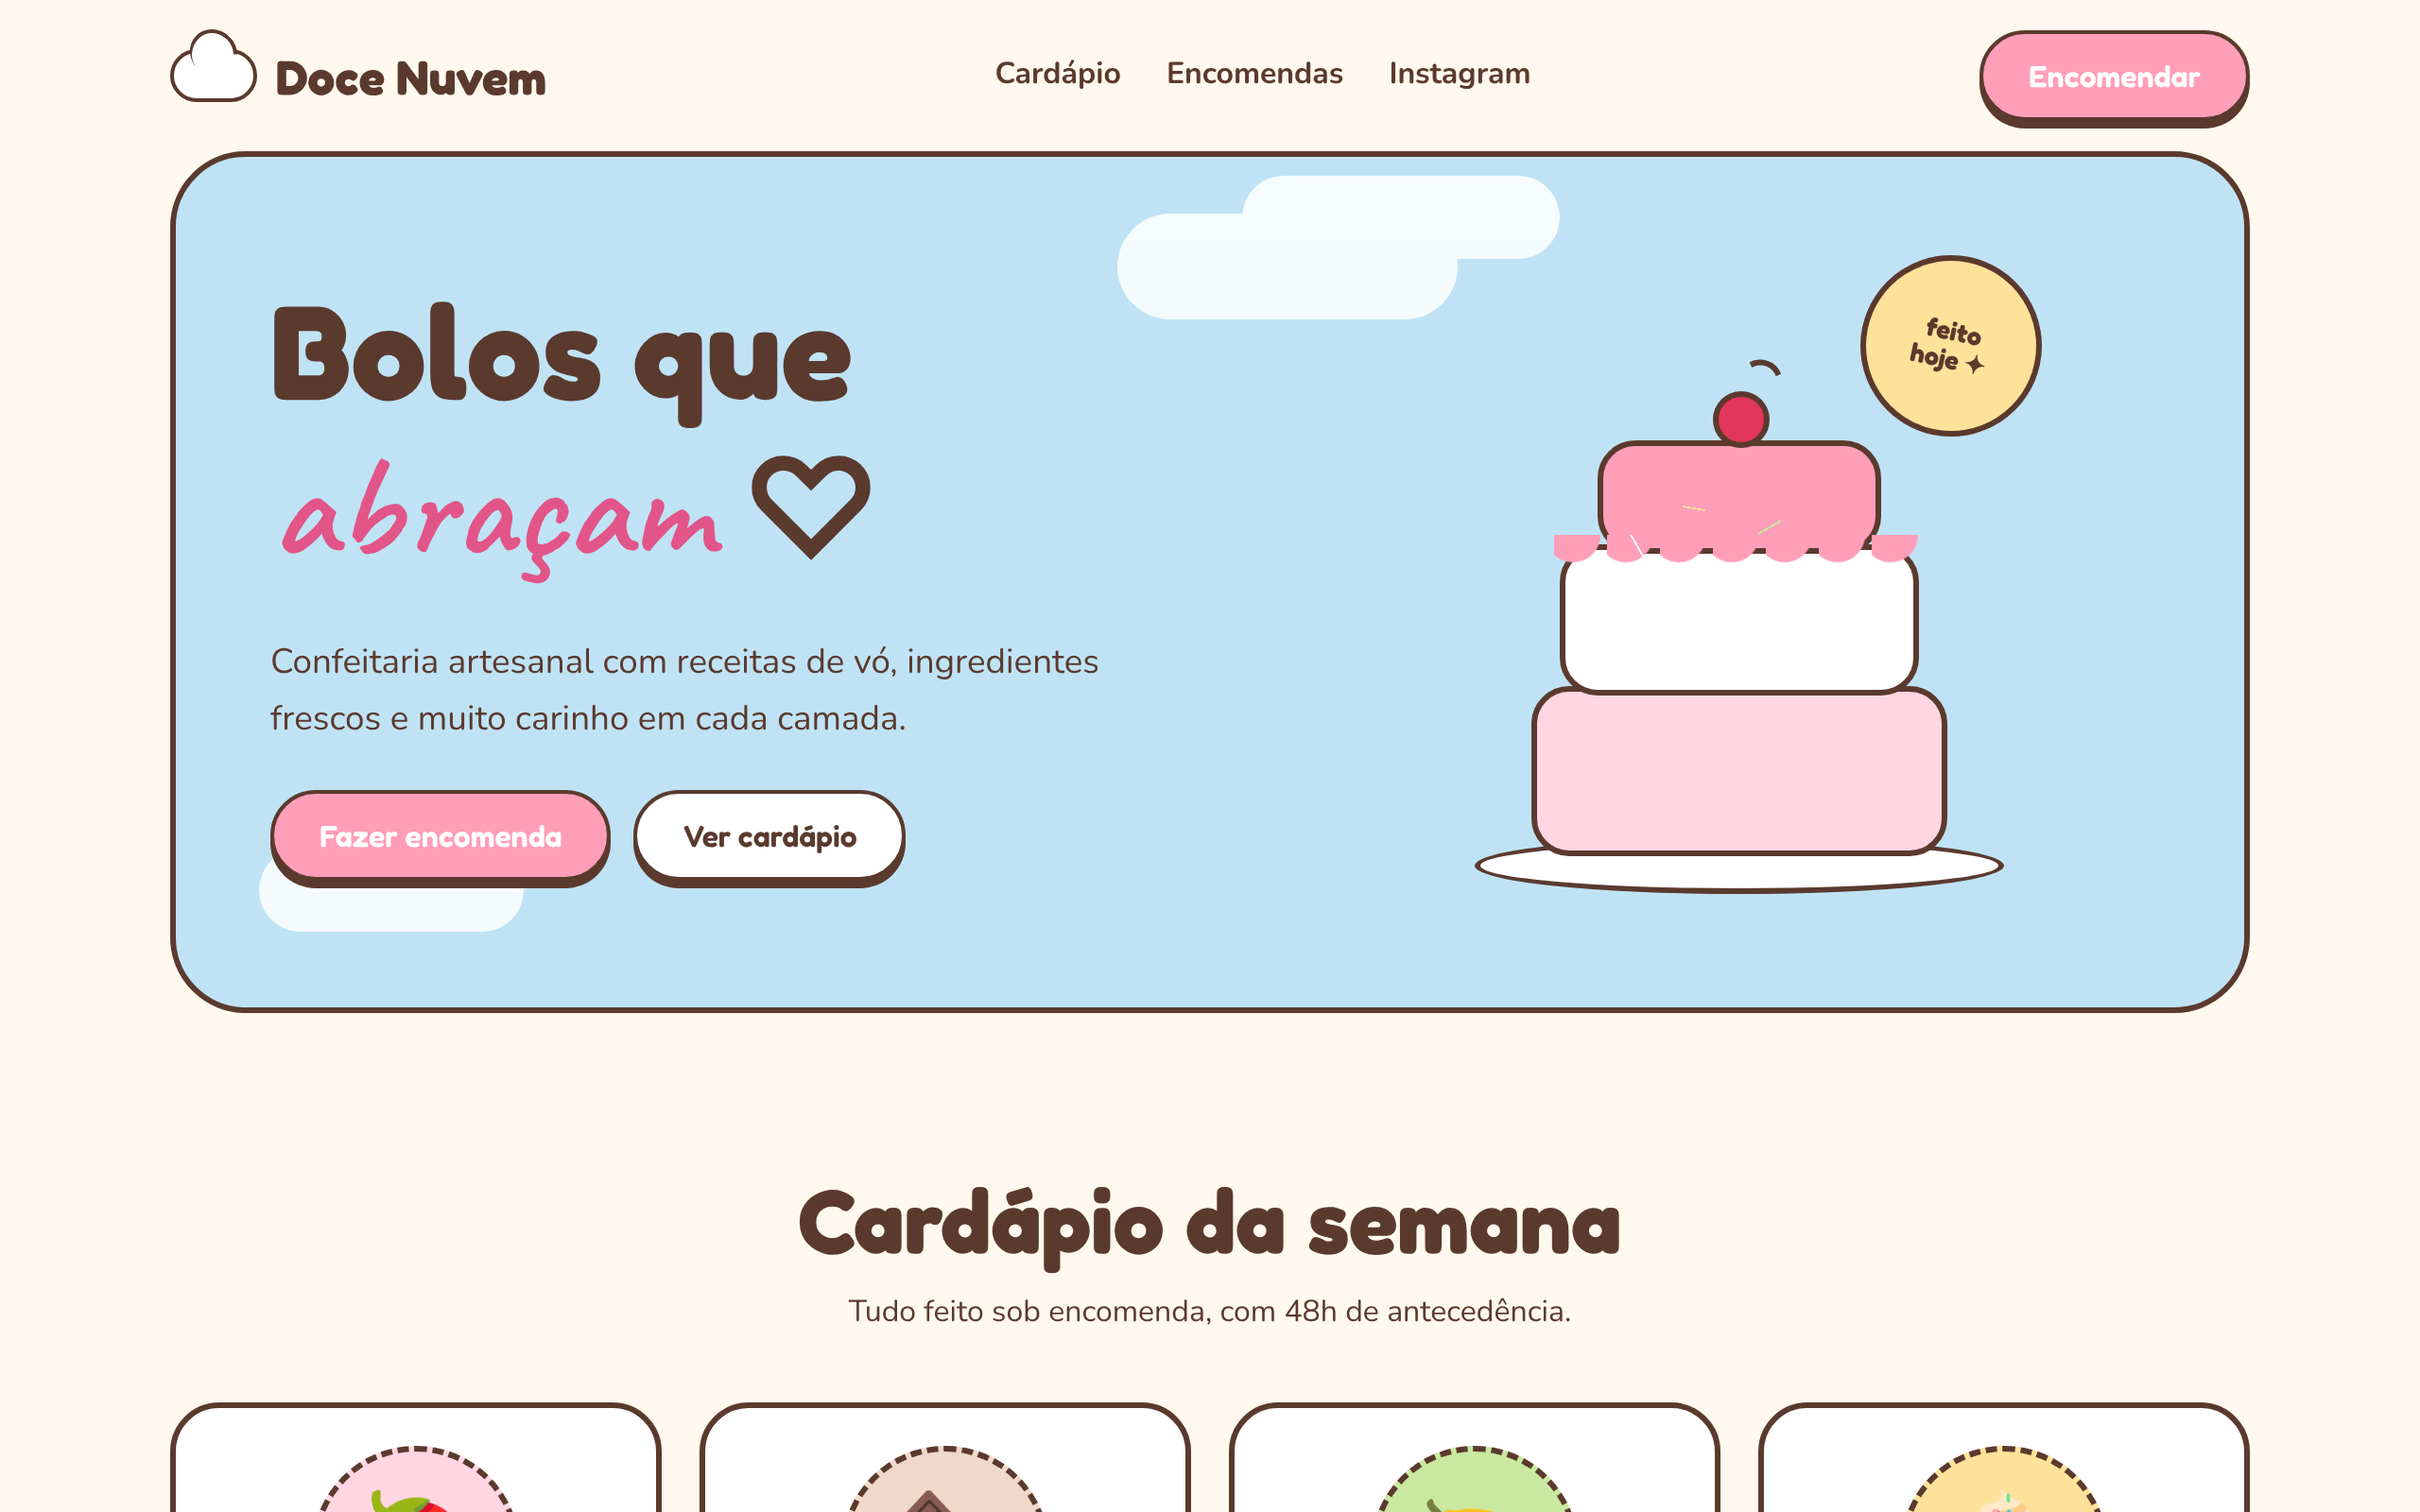 Doce Nuvem
Cardápio
Encomendas
Instagram
Encomendar
Bolos que
abraçam
feito
hoje
Confeitaria artesanal com receitas de vó, ingredientes
frescos e muito carinho em cada camada.
Fazer encomenda
Ver cardápio
Cardápio da semana
Tudo feito sob encomenda, com 48h de antecedência.